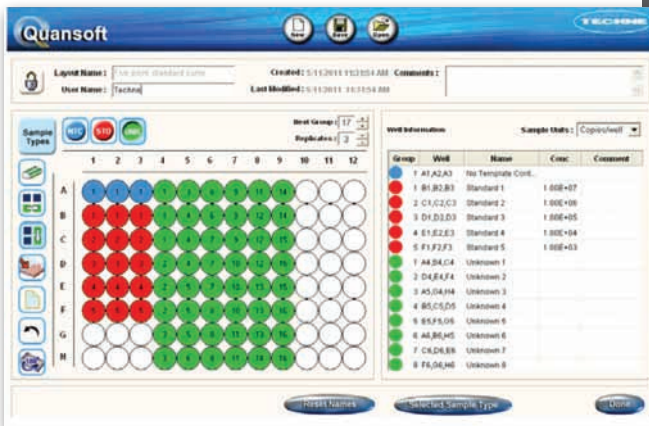 Quansoft
New Save Open
TECHNE
Layout Name: Five point standard curve
Created: 5/11/2011 11:31:54 AM Comments:
User Name: Techne
Last Modified: 5/11/2011 11:31:54 AM
Sample Types
NTC STD UNK
Next Group: 17
Replicates: 3
1 2 3 4 5 6 7 8 9 10 11 12
A
B
C
D
E
F
G
H
Well Information
Sample Units: Copies/well
Group Well Name Conc Comment
1 A1,A2,A3 No Template Cont..
1 B1,B2,B3 Standard 1 1.00E+07
2 C1,C2,C3 Standard 2 1.00E+06
3 D1,D2,D3 Standard 3 1.00E+05
4 E1,E2,E3 Standard 4 1.00E+04
5 F1,F2,F3 Standard 5 1.00E+03
1 A4,B4,C4 Unknown 1
2 D4,E4,F4 Unknown 2
3 A5,G4,H4 Unknown 3
4 B5,C5,D5 Unknown 4
5 E5,F5,G5 Unknown 5
6 A6,B6,H5 Unknown 6
7 C6,D6,E6 Unknown 7
8 F6,G6,H6 Unknown 8
Reset Names
Selected Sample Type
Done